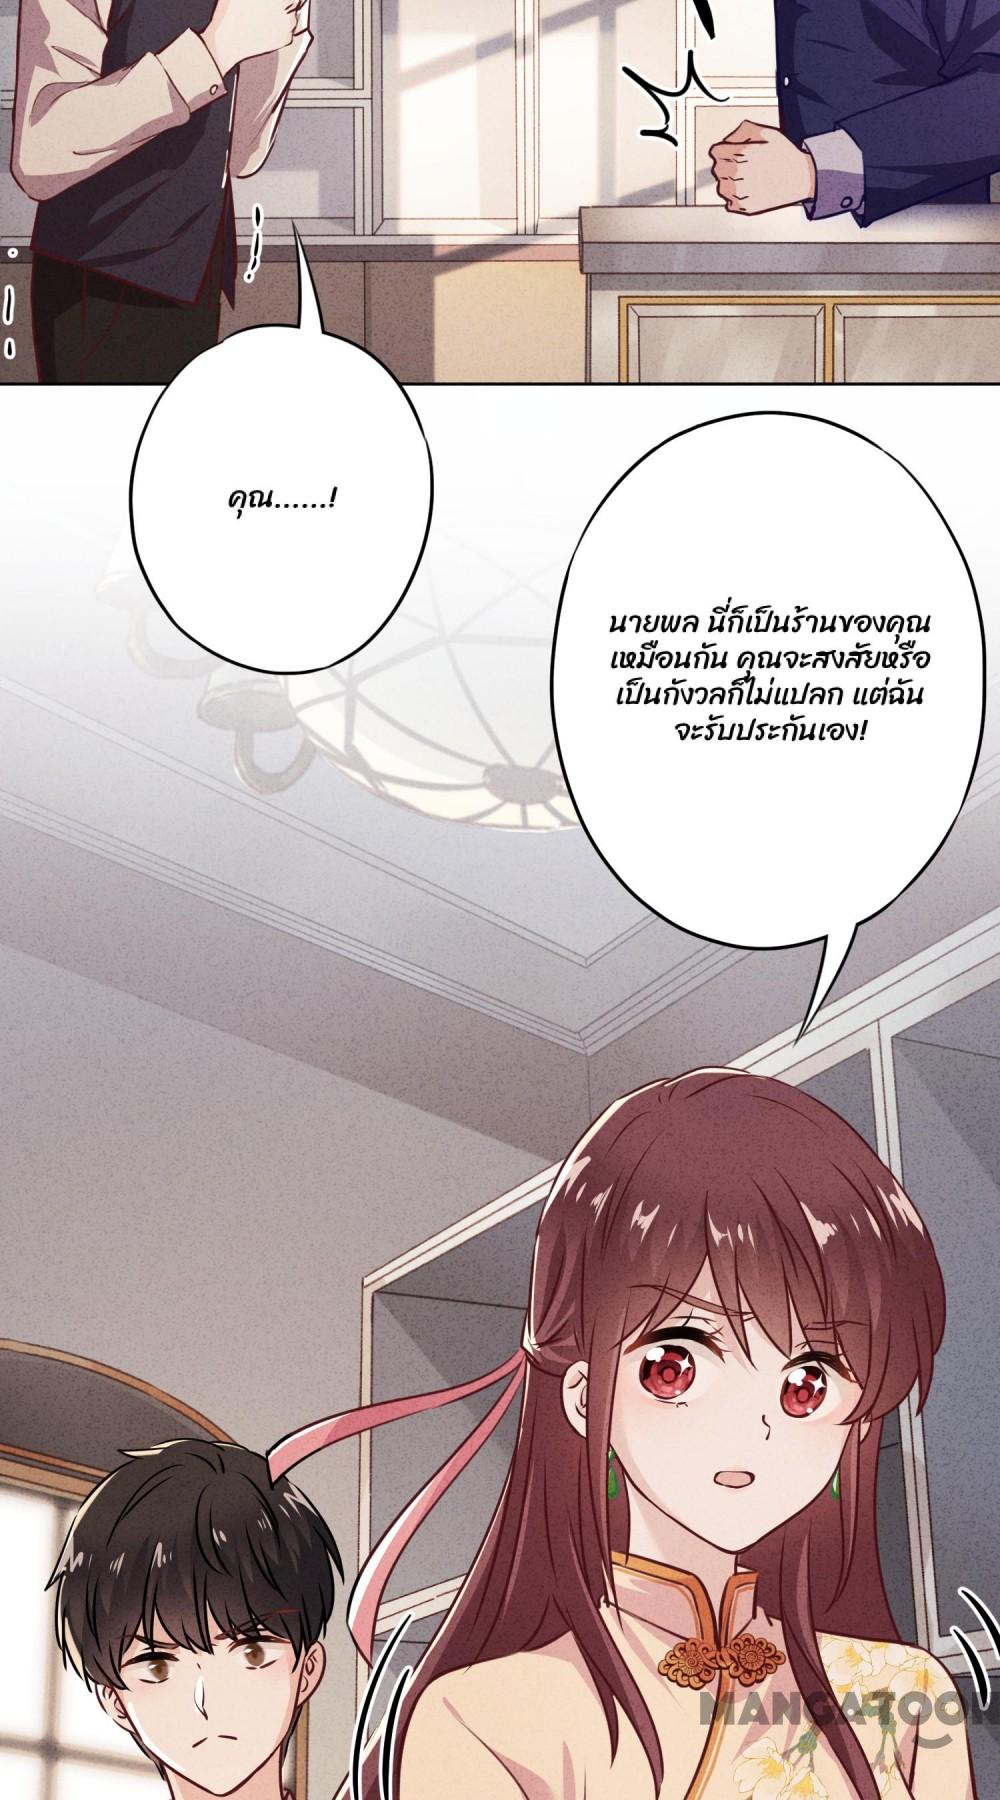 คุณ......!
นายพล นี่ก็เป็นร้านของคุณ
เหมือนกัน คุณจะสงสัยหรือ
เป็นกังวลก็ไม่แปลก แต่ฉัน
จะรับประกันเอง!
MANGATOON